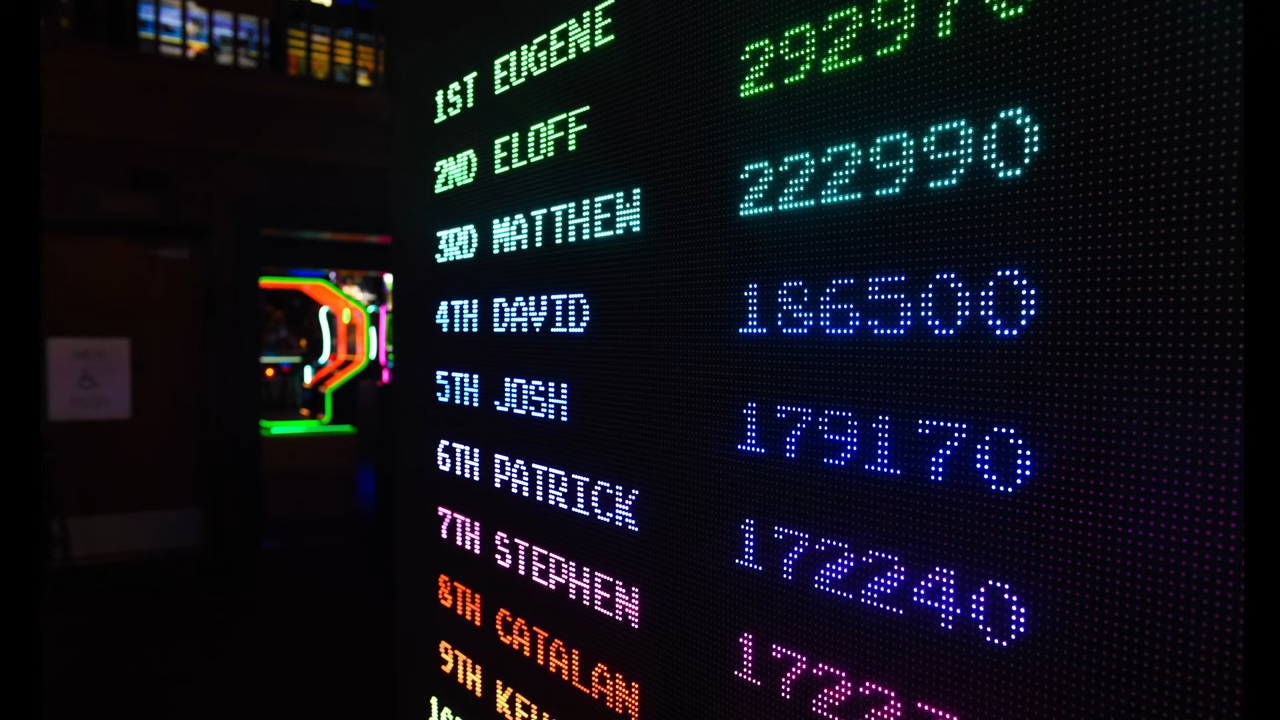 1ST EUGENE
2ND ELOFF
3RD MATTHEW 222990
4TH DAVID 186500
5TH JOSH 179170
6TH PATRICK 172240
7TH STEPHEN
8TH CATALAN
9TH